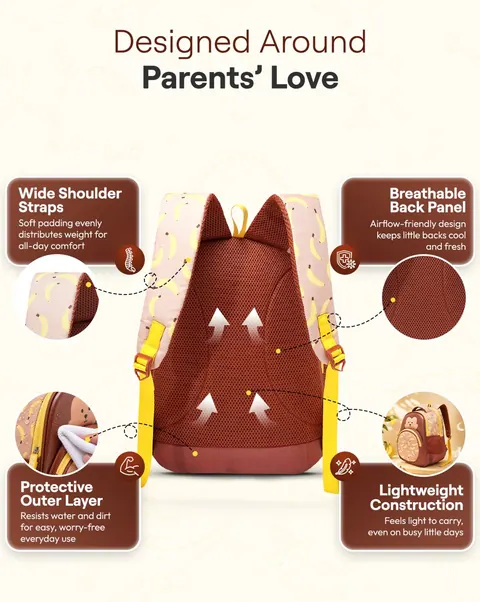 Designed Around
Parents' Love
Wide Shoulder
Straps
Soft padding evenly
distributes weight for
all-day comfort
Breathable
Back Panel
Airflow-friendly design
keeps little backs cool
and fresh
Protective
Outer Layer
Resists water and dirt
for easy, worry-free
everyday use
Lightweight
Construction
Feels light to carry,
even on busy little days